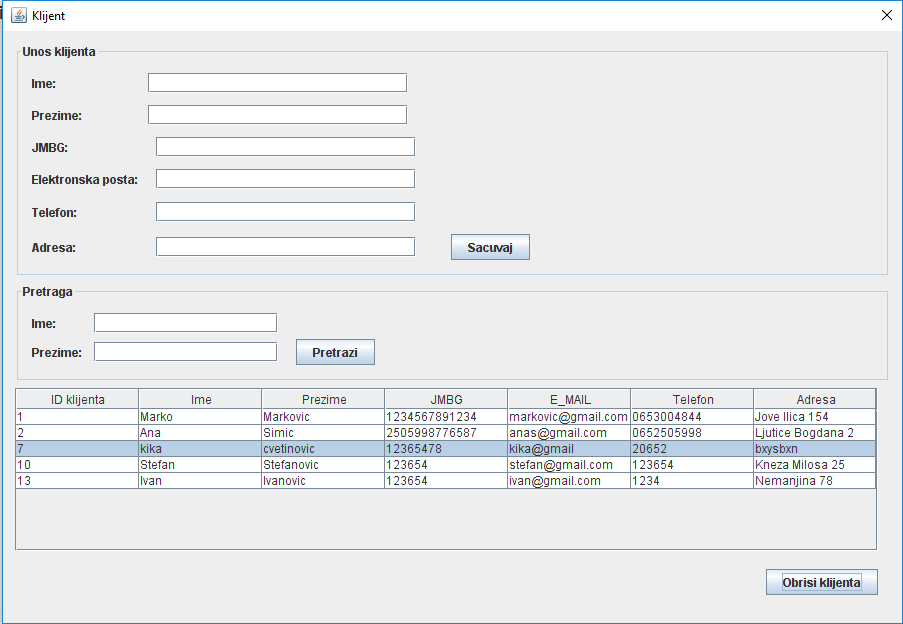 Klijent
Unos klijenta
Ime:
Prezime:
JMBG:
Elektronska posta:
Telefon:
Adresa:
Sacuvaj
Pretraga
Ime:
Prezime:
Pretrazi
ID klijenta Ime Prezime JMBG E_MAIL Telefon Adresa
1 Marko Markovic 1234567891234 markovic@gmail.com 0653004844 Jove Ilica 154
2 Ana Simic 2505998776587 anas@gmail.com 0652505998 Ljutice Bogdana 2
7 kika cvetinovic 12365478 kika@gmail 20652 bxysbxn
10 Stefan Stefanovic 123654 stefan@gmail.com 123654 Kneza Milosa 25
13 Ivan Ivanovic 123654 ivan@gmail.com 1234 Nemanjina 78
Obrisi klijenta